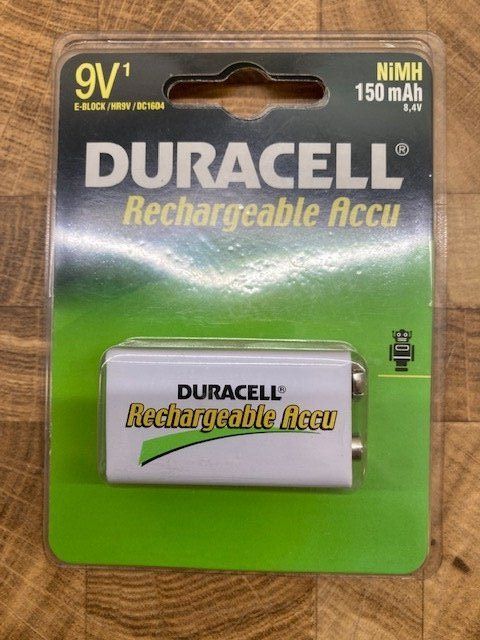 9V¹
E-BLOCK/HR9V/DC1604
NiMH
150 mAh
8,4V
DURACELL®
Rechargeable Accu
DURACELL®
Rechargeable Accu